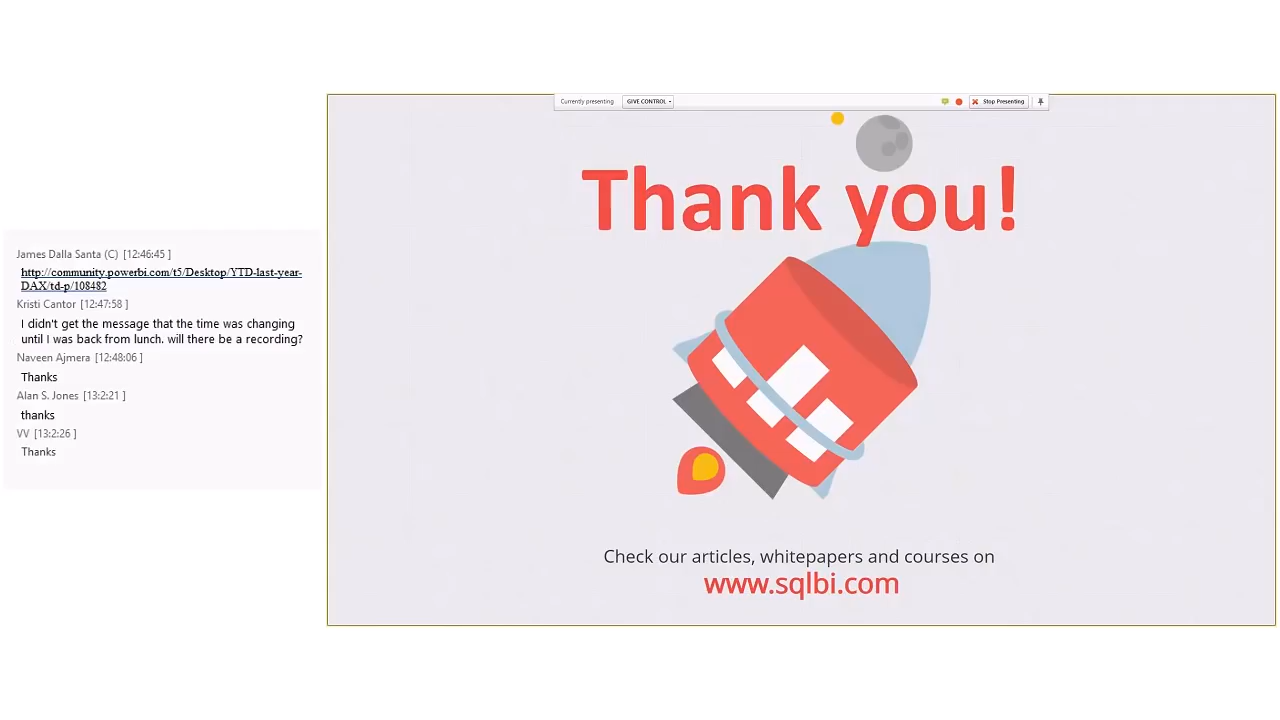 James Dalla Santa (C) [12:46:45 ]
http://community.powerbi.com/t5/Desktop/YTD-last-year-
DAX/td-p/108482
Kristi Cantor [12:47:58 ]
I didn't get the message that the time was changing
until I was back from lunch. will there be a recording?
Naveen Ajmera [12:48:06 ]
Thanks
Alan S. Jones [13:2:21 ]
thanks
VV [13:2:26 ]
Thanks
Currently presenting GIVE CONTROL Stop Presenting
Thank you!
Check our articles, whitepapers and courses on
www.sqlbi.com